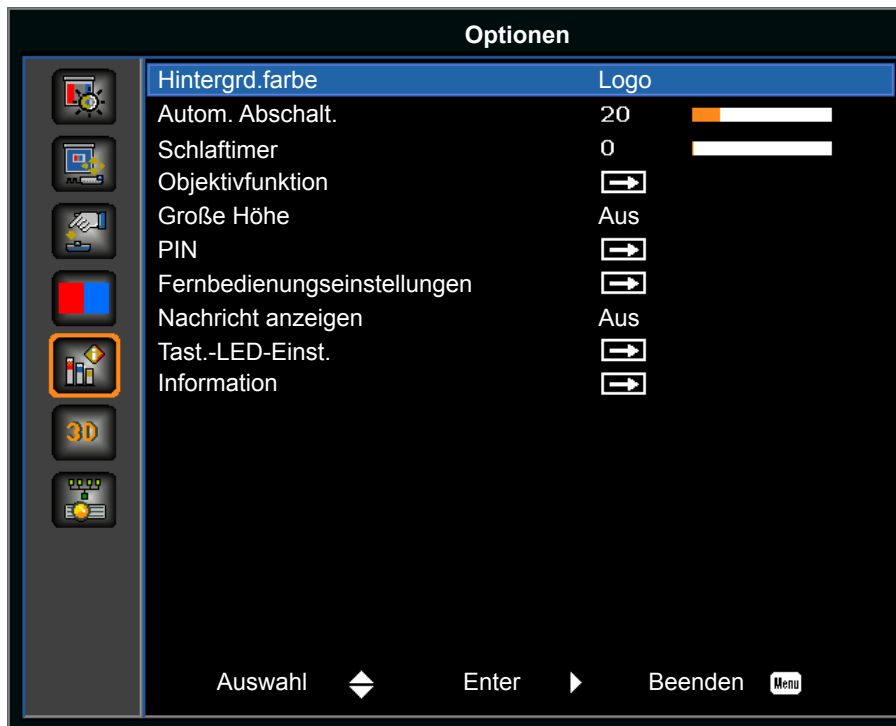 Optionen
Hintergrd.farbe Logo
Autom. Abschalt. 20
Schlaftimer 0
Objektivfunktion
Große Höhe Aus
PIN
Fernbedienungseinstellungen
Nachricht anzeigen Aus
Tast.-LED-Einst.
Information
3D
Auswahl Enter Beenden Menu